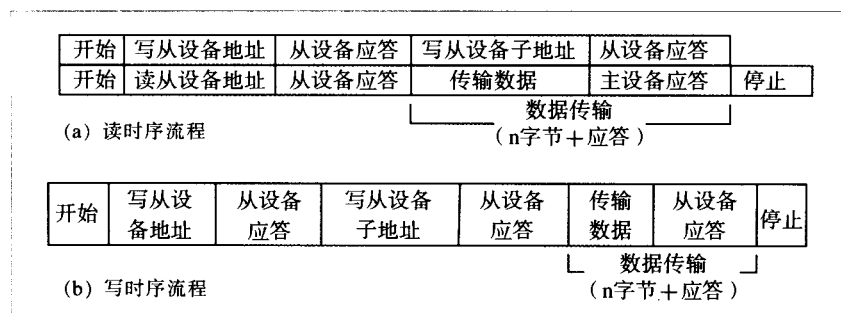 开始 写从设备地址 从设备应答 写从设备子地址 从设备应答
开始 读从设备地址 从设备应答 传输数据 主设备应答 停止
数据传输
(a) 读时序流程
(n字节+应答)
开始 写从设备地址 从设备应答 写从设备子地址 从设备应答 传输数据 从设备应答 停止
数据传输
(b) 写时序流程
(n字节+应答)